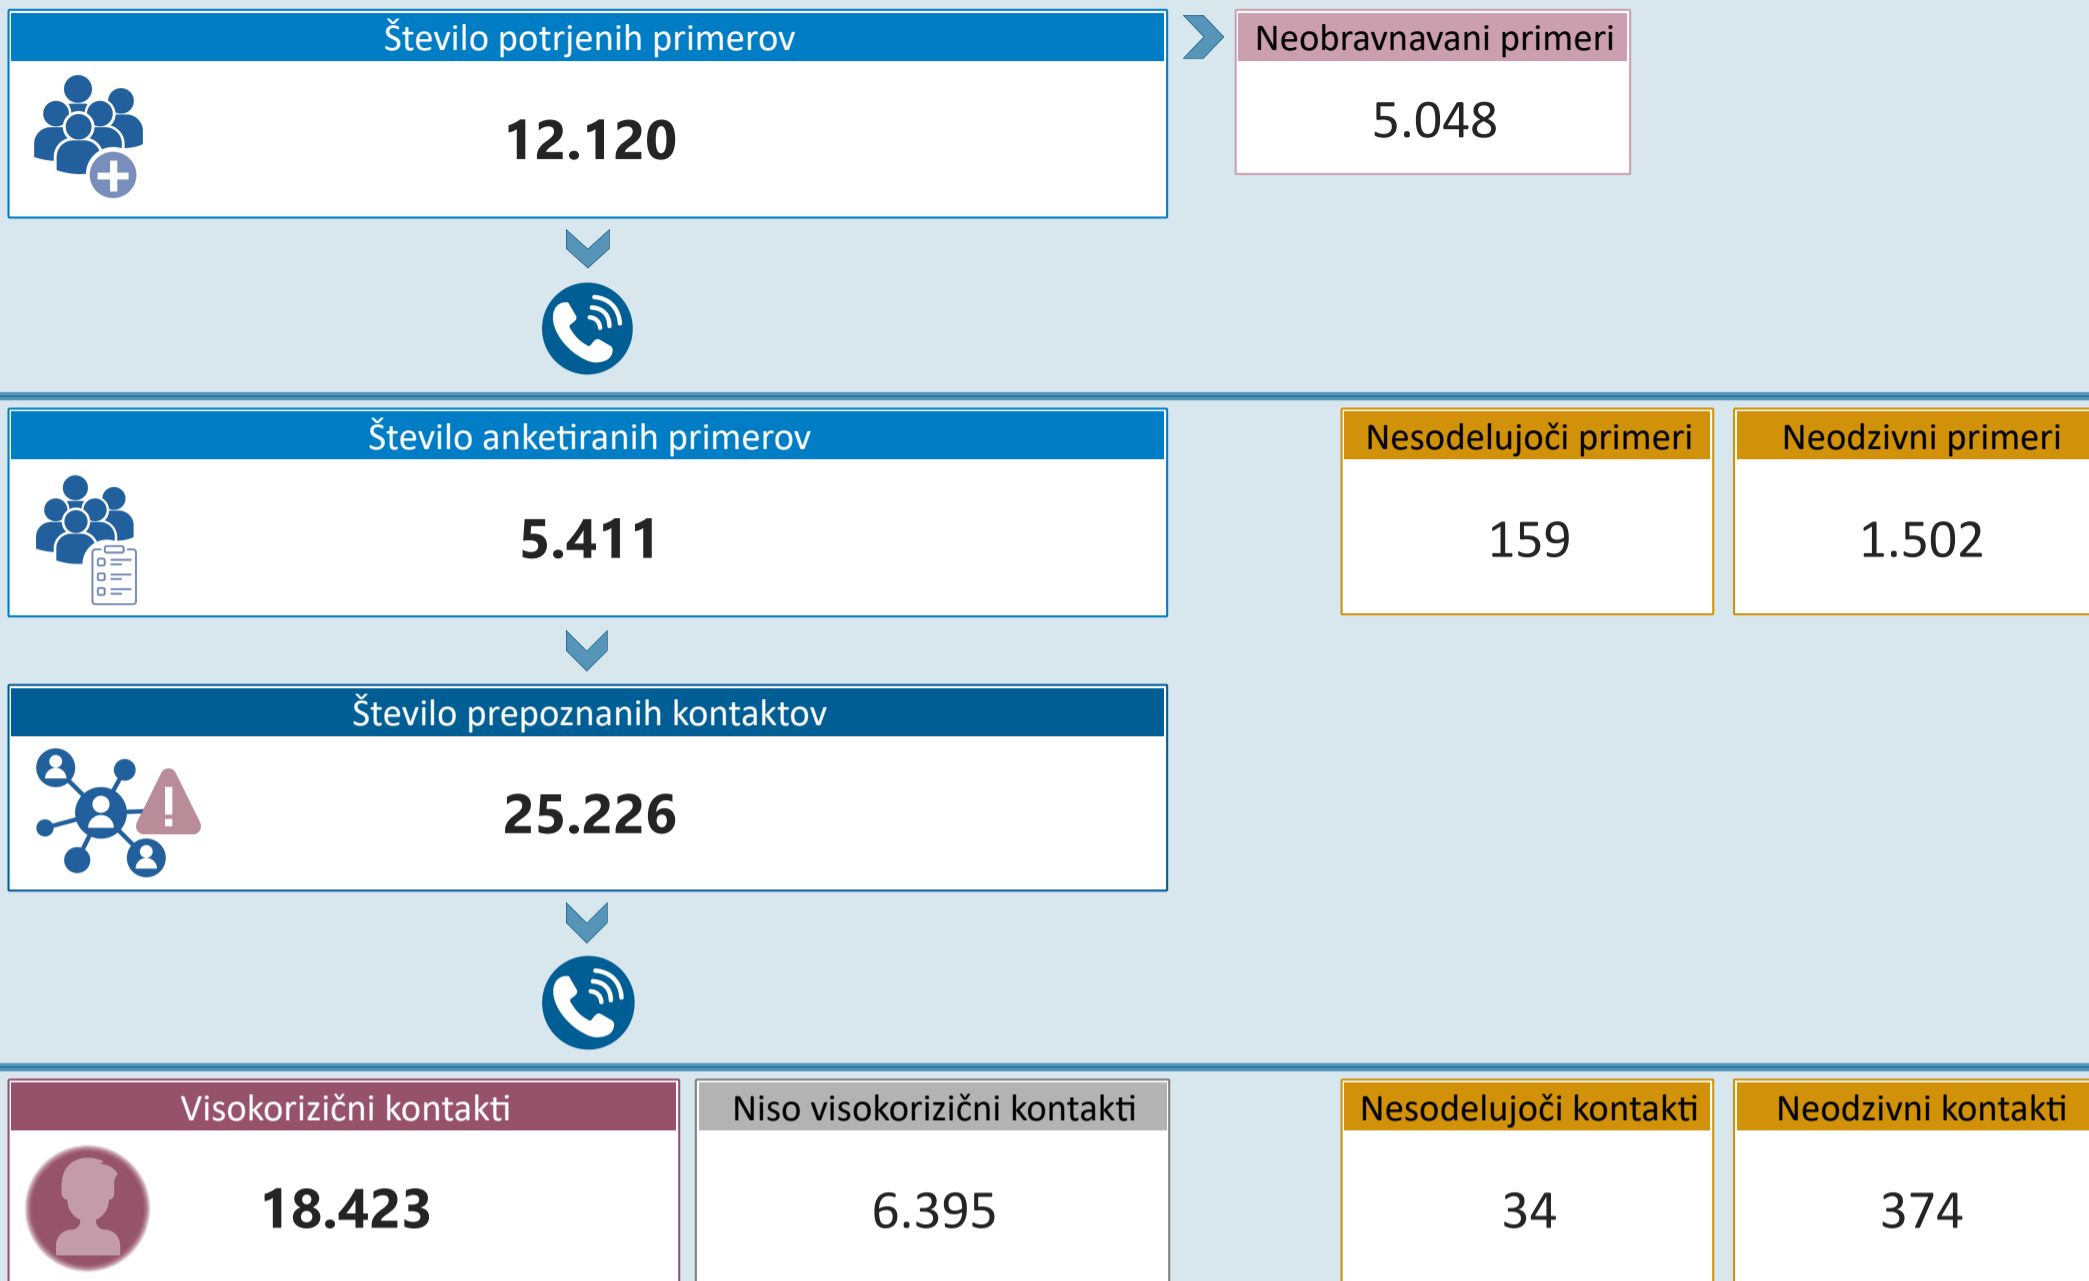 Število potrjenih primerov
12.120
Neobravnavani primeri
5.048
Število anketiranih primerov
5.411
Nesodelujoči primeri
159
Neodzivni primeri
1.502
Število prepoznanih kontaktov
25.226
Visokorizični kontakti
18.423
Niso visokorizični kontakti
6.395
Nesodelujoči kontakti
34
Neodzivni kontakti
374